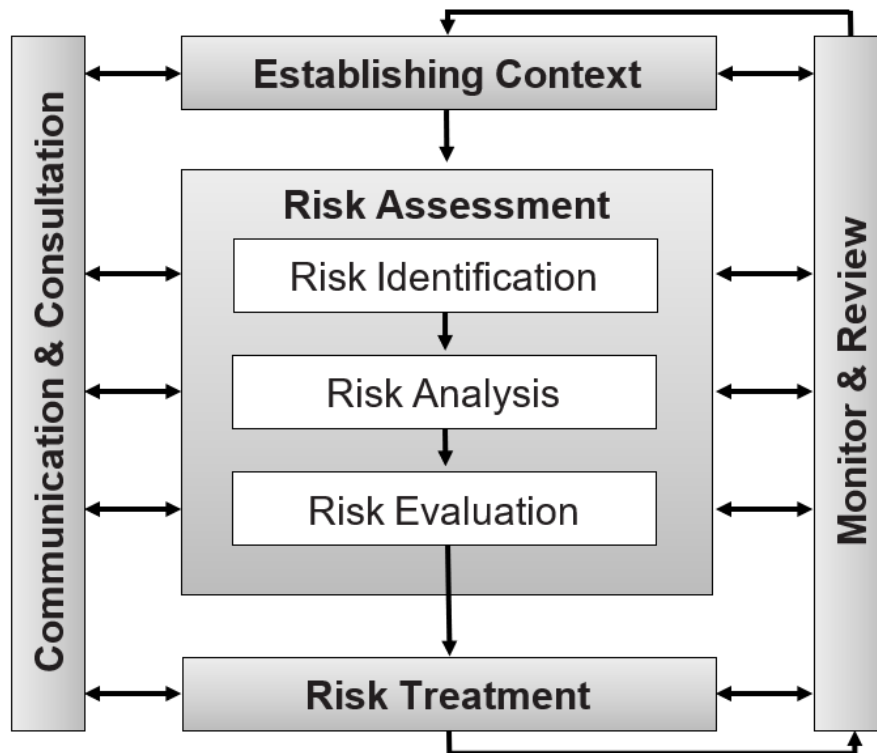 Establishing Context
Communication & Consultation
Risk Assessment
Risk Identification
Risk Analysis
Risk Evaluation
Monitor & Review
Risk Treatment